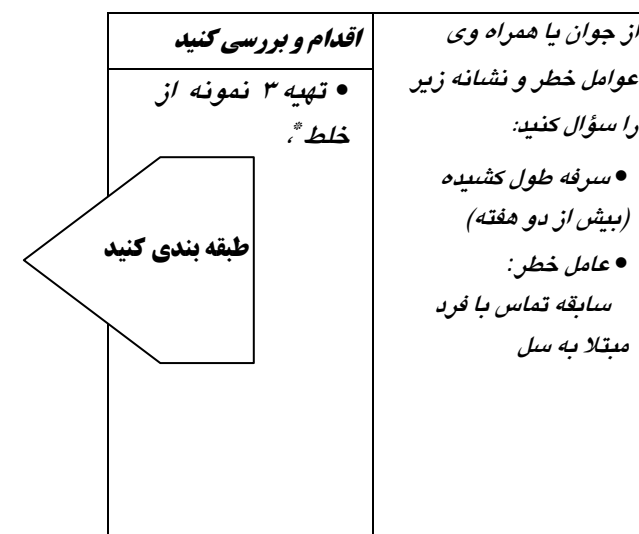 از جوان یا همراه وی
عوامل خطر و نشانه زیر
را سؤال کنید:
• سرفه طول کشیده
(بیش از دو هفته)
• عامل خطر:
سابقه تماس با فرد
مبتلا به سل
اقدام و بررسی کنید
• تهیه ۳ نمونه از
خلط*،
طبقه بندی کنید